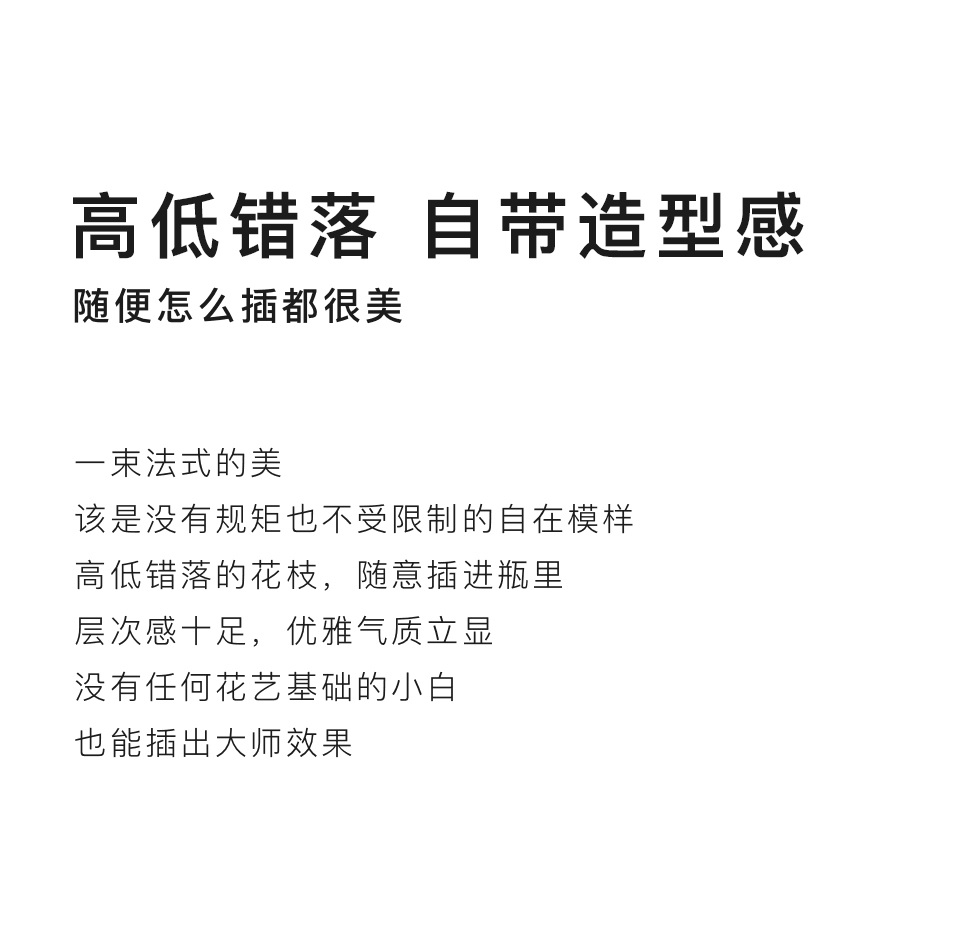 高低错落 自带造型感
随便怎么插都很美
一束法式的美
该是没有规矩也不受限制的自在模样
高低错落的花枝，随意插进瓶里
层次感十足，优雅气质立显
没有任何花艺基础的小白
也能插出大师效果